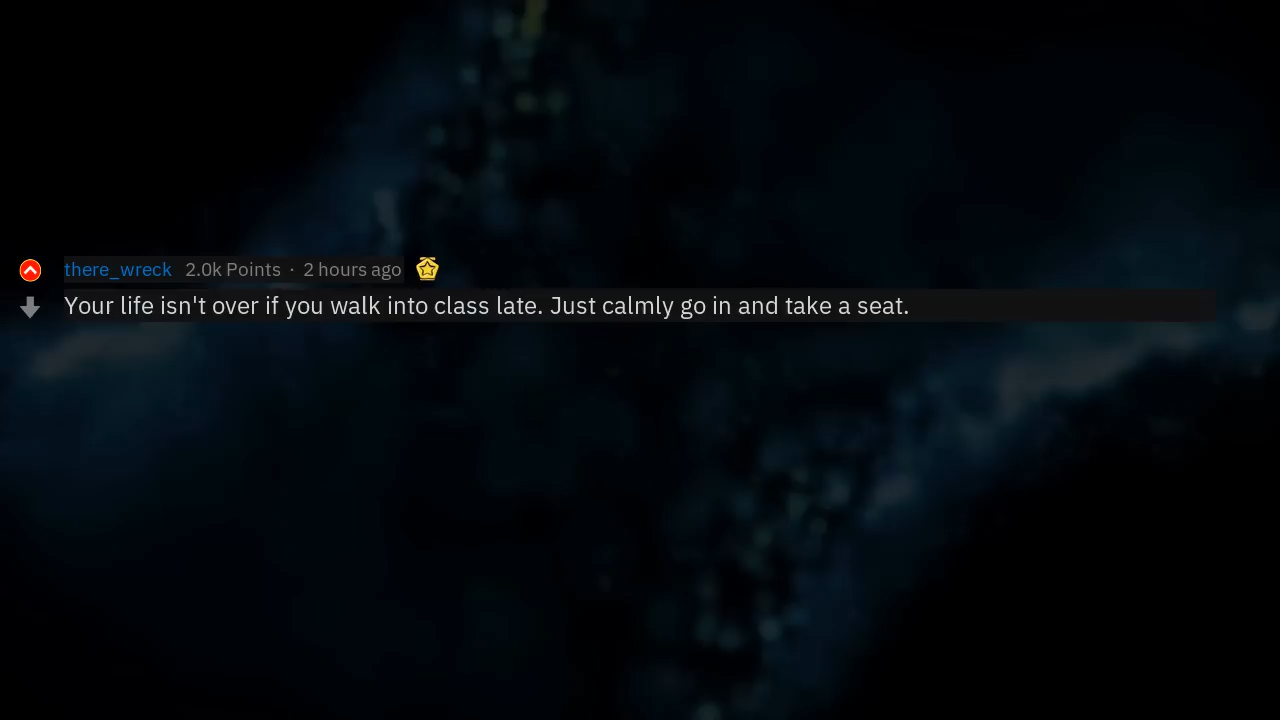 there_wreck 2.0k Points · 2 hours ago
Your life isn't over if you walk into class late. Just calmly go in and take a seat.